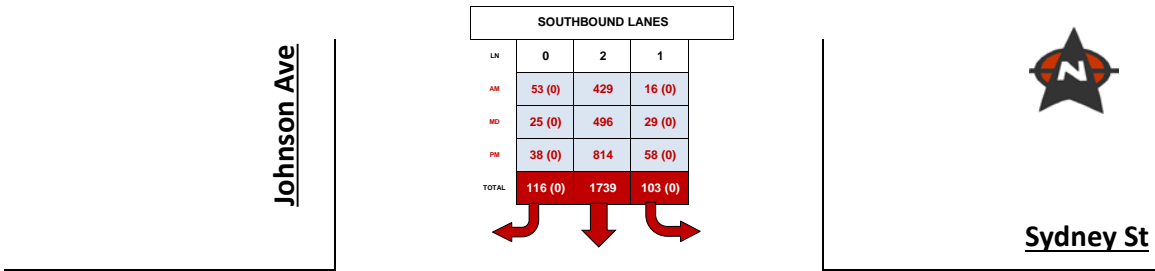 SOUTHBOUND LANES
LN 0 2 1
AM 53 (0) 429 16 (0)
MD 25 (0) 496 29 (0)
PM 38 (0) 814 58 (0)
TOTAL 116 (0) 1739 103 (0)
Johnson Ave
N
Sydney St